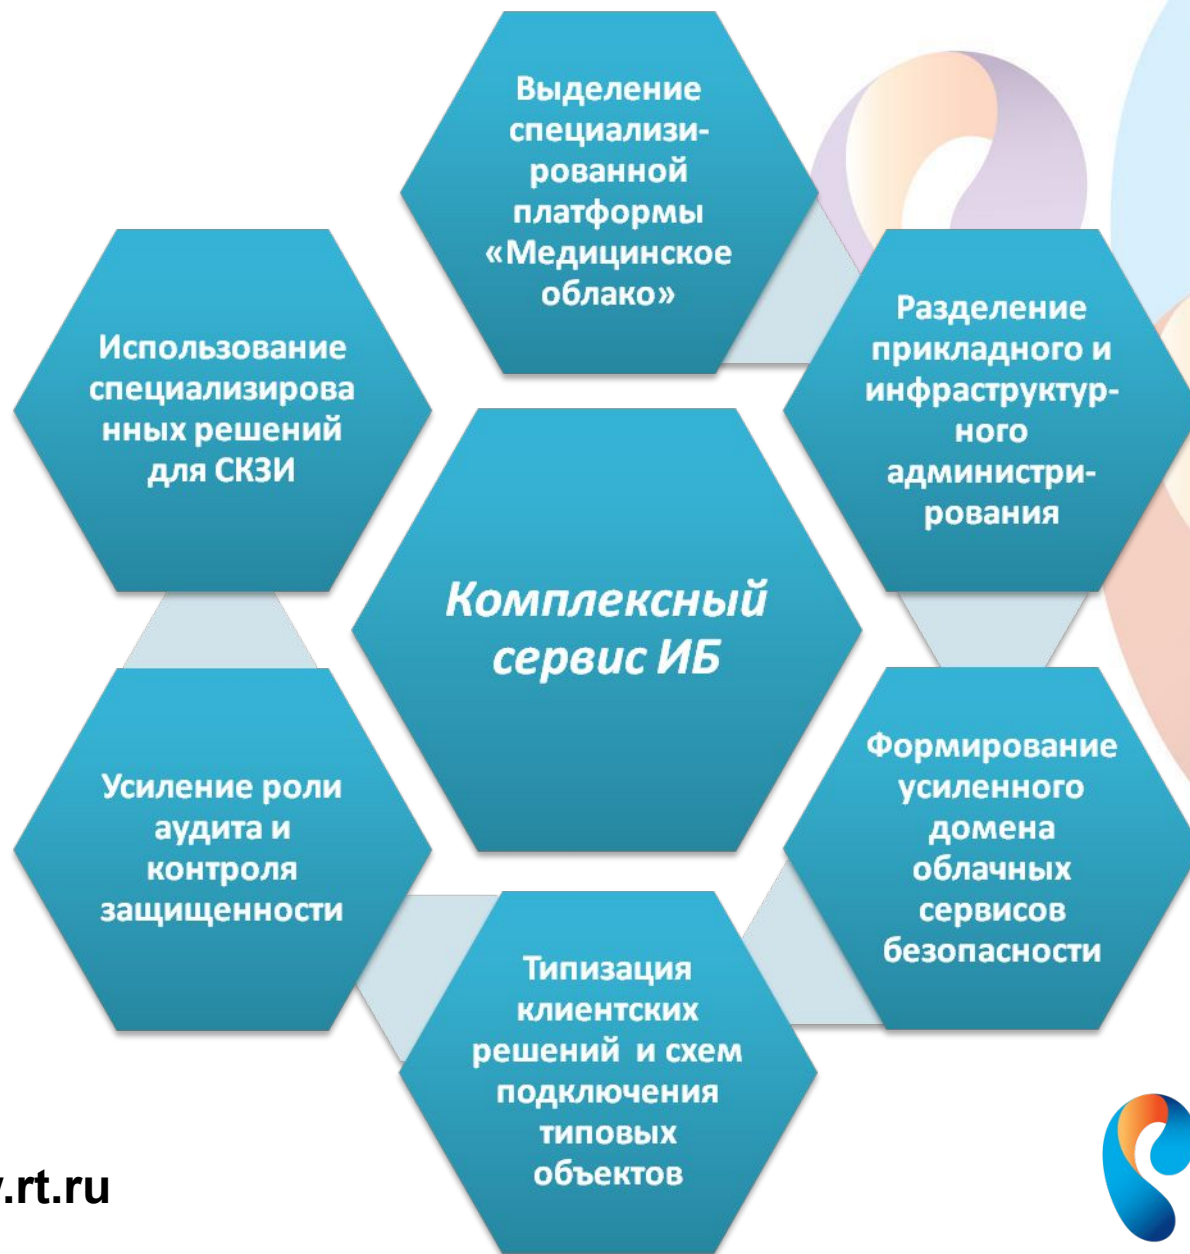 Выделение
специализи-
рованной
платформы
«Медицинское
облако»
Разделение
прикладного и
инфраструктур-
ного
администри-
рования
Формирование
усиленного
домена
облачных
сервисов
безопасности
Типизация
клиентских
решений и схем
подключения
типовых
объектов
Усиление роли
аудита и
контроля
защищенности
Использование
специализирова
нных решений
для СКЗИ
Комплексный
сервис ИБ
.rt.ru